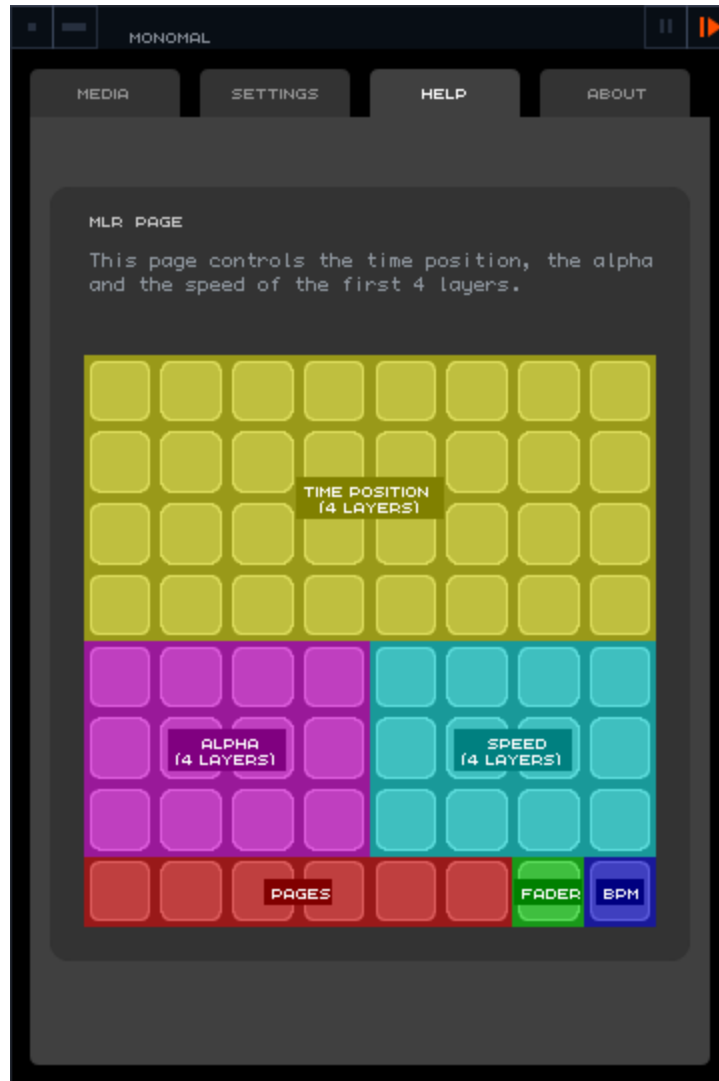 MONOMAL
MEDIA
SETTINGS
HELP
ABOUT
MLR PAGE
This page controls the time position, the alpha
and the speed of the first 4 layers.
TIME POSITION
(4 LAYERS)
ALPHA
(4 LAYERS)
SPEED
(4 LAYERS)
PAGES
FADER
BPM